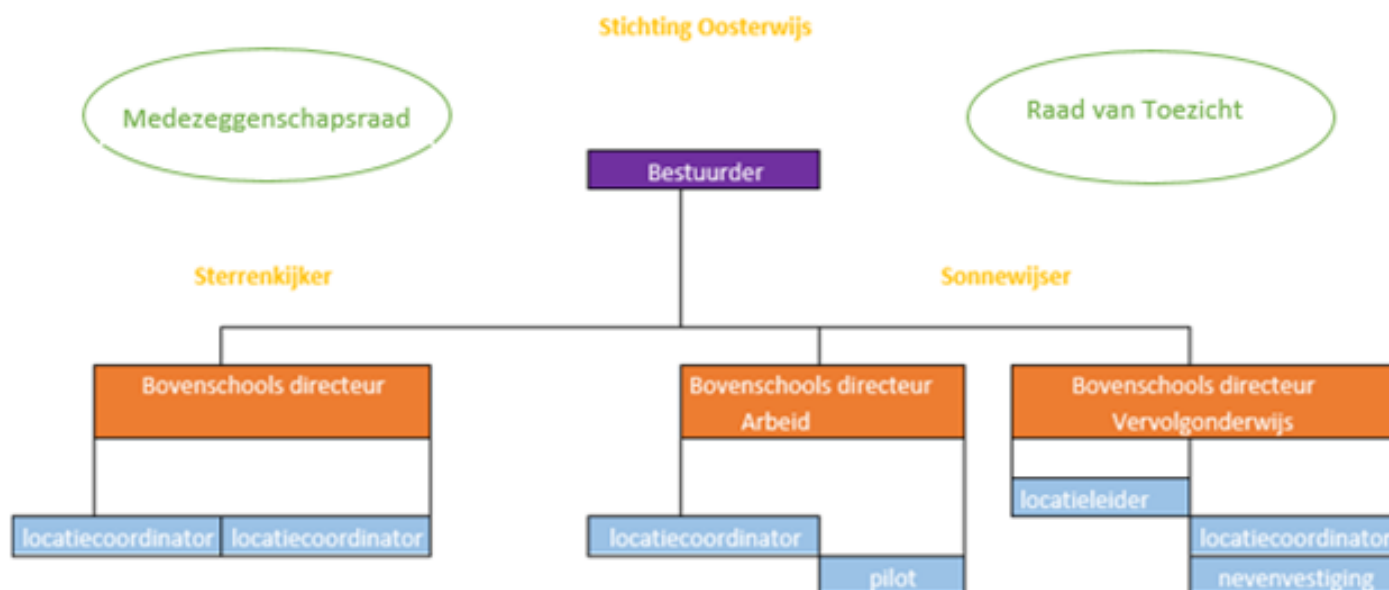 Stichting Oosterwijs
Medezeggenschapsraad
Raad van Toezicht
Bestuurder
Sterrenkijker
Sonnewijser
Bovenschools directeur
Bovenschools directeur
Arbeid
Bovenschools directeur
Vervolgonderwijs
locatieleider
locatiecoordinator
locatiecoordinator
locatiecoordinator
locatiecoordinator
pilot
nevenvestiging